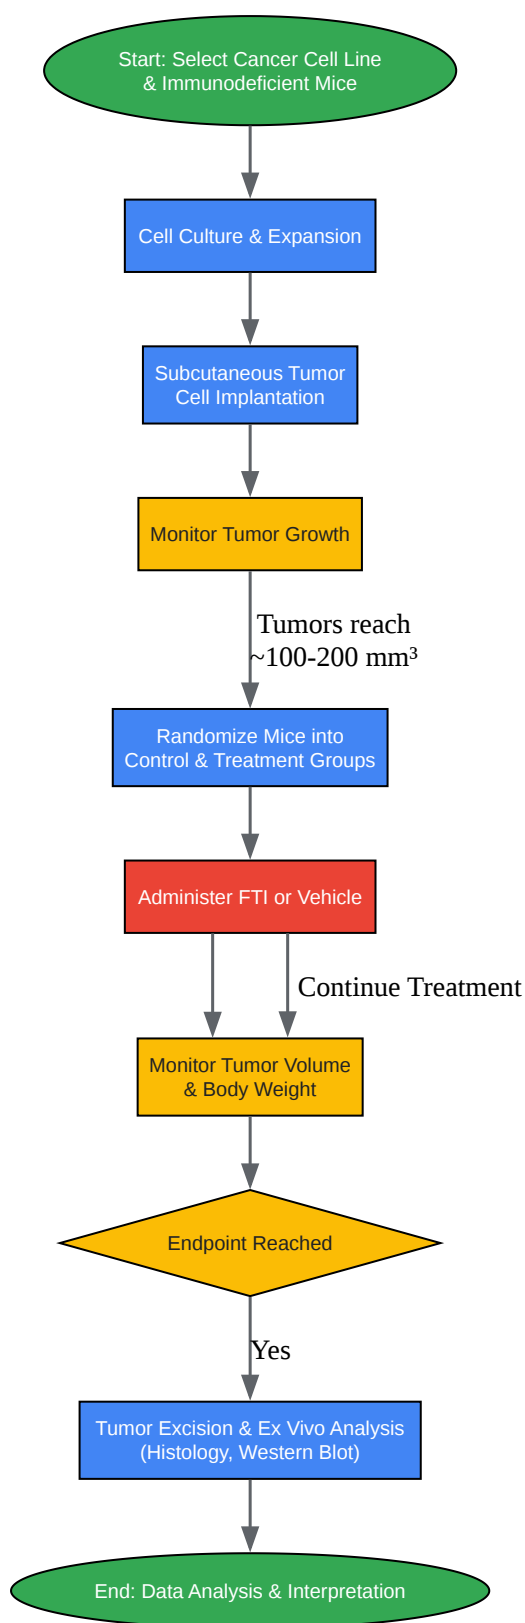 Start: Select Cancer Cell Line
& Immunodeficient Mice
Cell Culture & Expansion
Subcutaneous Tumor
Cell Implantation
Monitor Tumor Growth
Tumors reach
~100-200 mm³
Randomize Mice into
Control & Treatment Groups
Administer FTI or Vehicle
Continue Treatment
Monitor Tumor Volume
& Body Weight
Endpoint Reached
Yes
Tumor Excision & Ex Vivo Analysis
(Histology, Western Blot)
End: Data Analysis & Interpretation